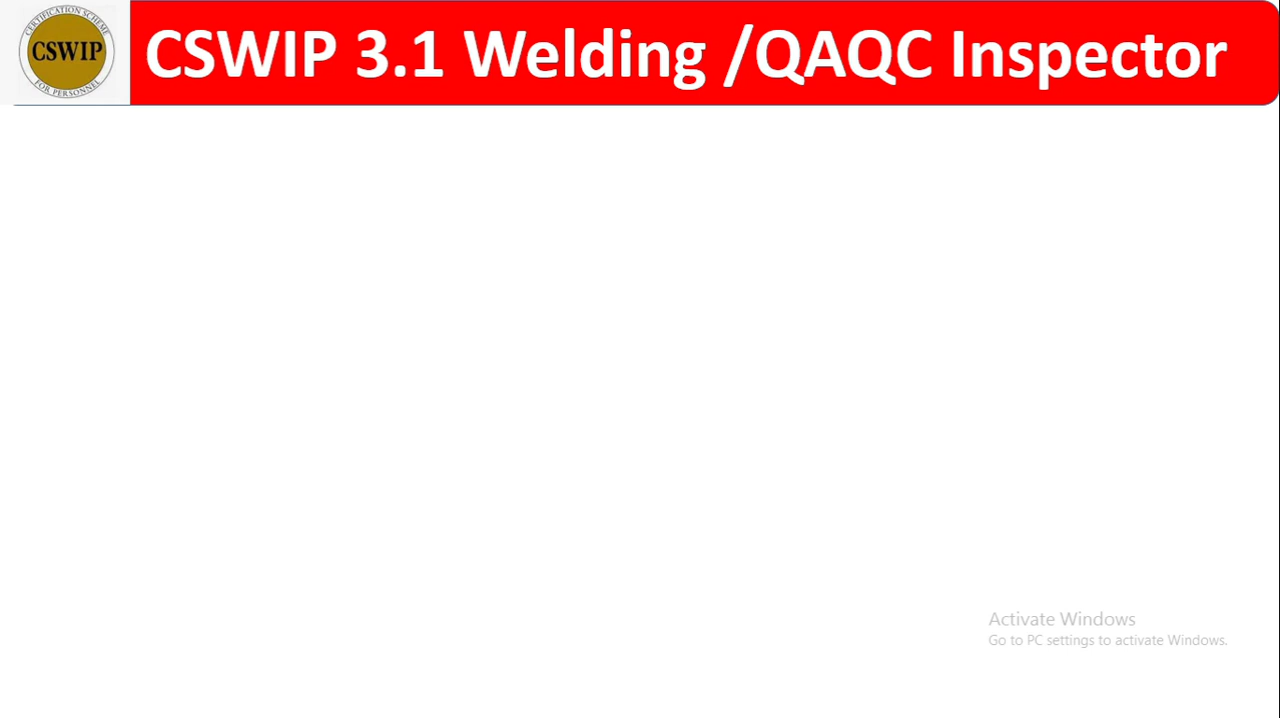 CERTIFICATION SCHEME
CSWIP
FOR PERSONNEL
CSWIP 3.1 Welding /QAQC Inspector
Activate Windows
Go to PC settings to activate Windows.